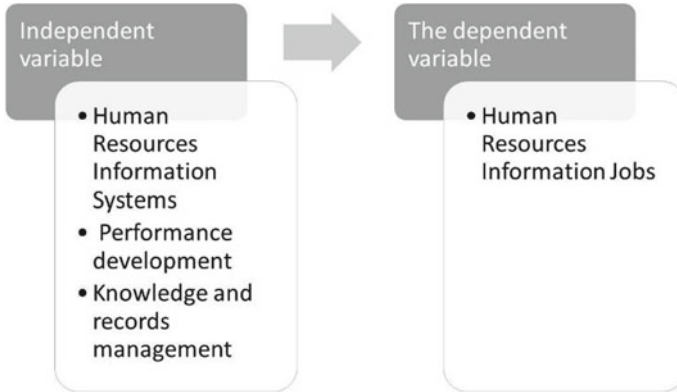 Independent
variable
• Human
Resources
Information
Systems
• Performance
development
• Knowledge and
records
management
The dependent
variable
• Human
Resources
Information Jobs